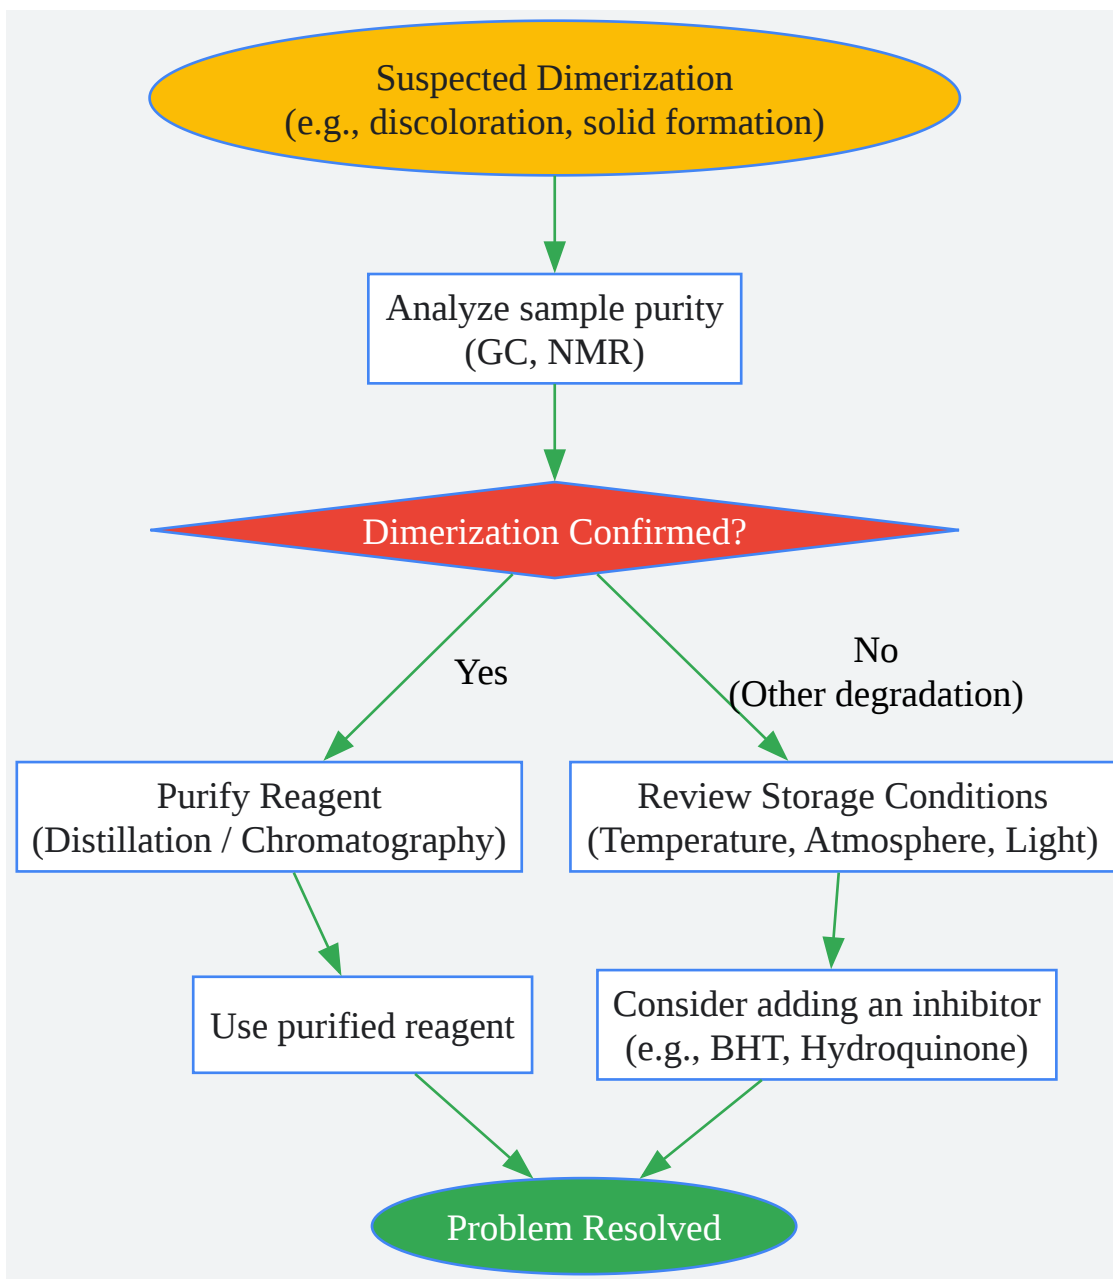 Suspected Dimerization
(e.g., discoloration, solid formation)
Analyze sample purity
(GC, NMR)
Dimerization Confirmed?
Yes
No
(Other degradation)
Purify Reagent
(Distillation / Chromatography)
Review Storage Conditions
(Temperature, Atmosphere, Light)
Use purified reagent
Consider adding an inhibitor
(e.g., BHT, Hydroquinone)
Problem Resolved